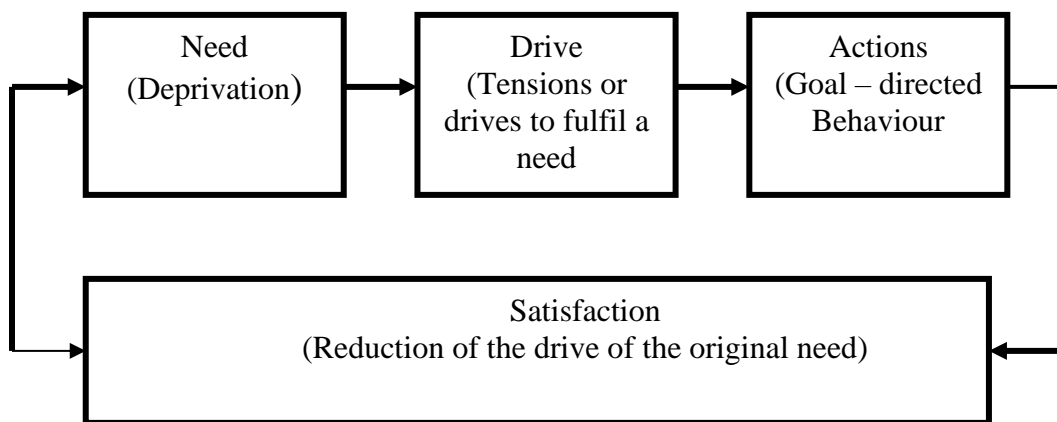 Need
(Deprivation)
Drive
(Tensions or
drives to fulfil a
need
Actions
(Goal – directed
Behaviour
Satisfaction
(Reduction of the drive of the original need)